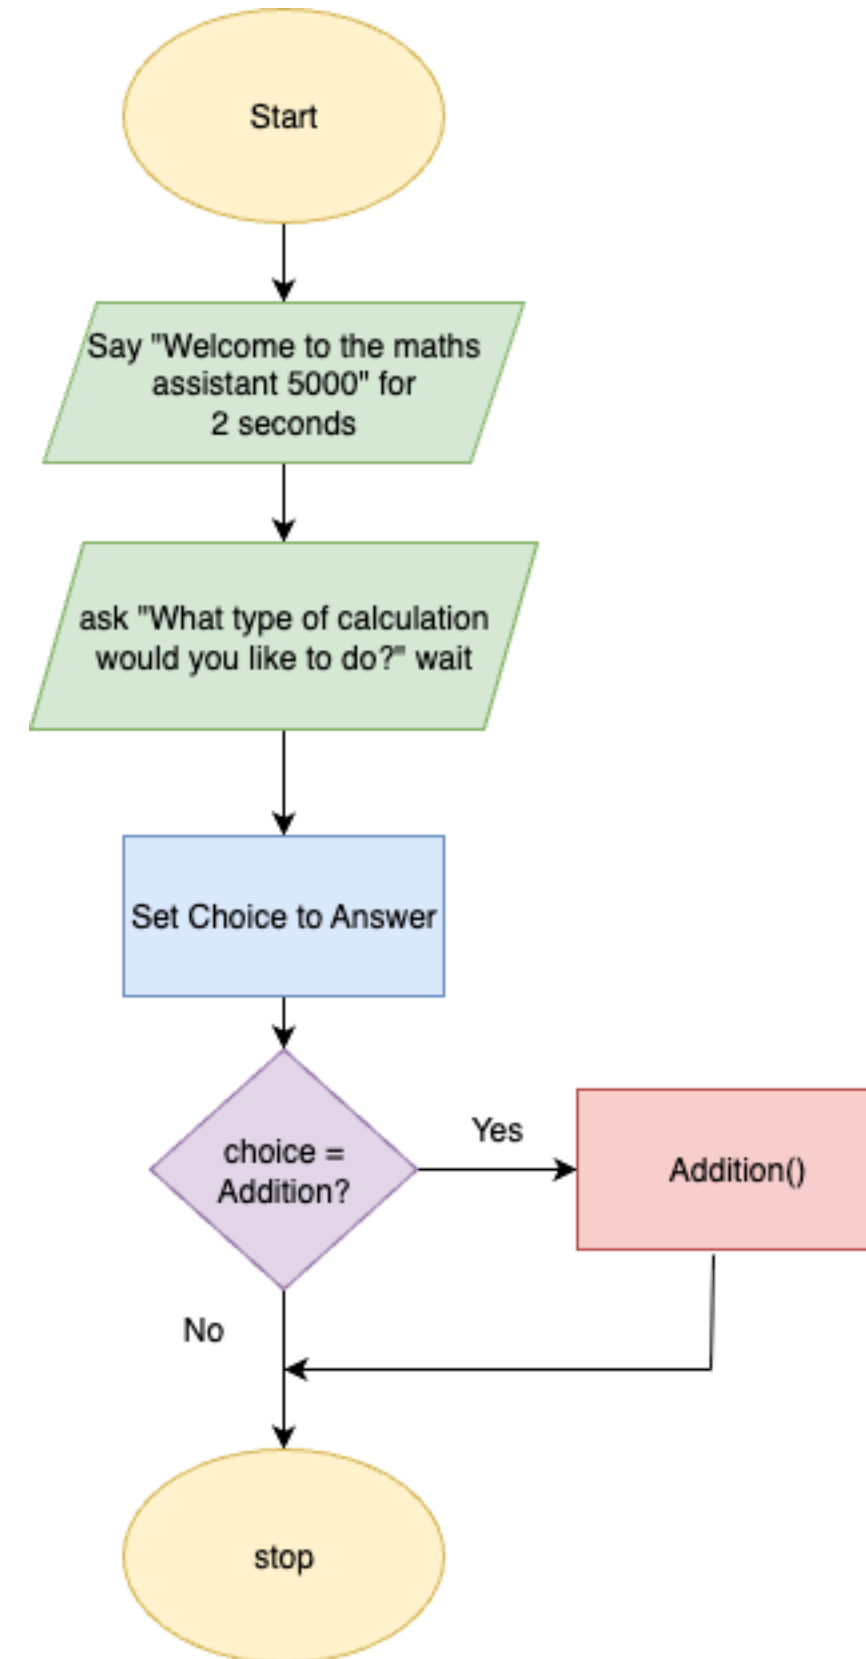 Start
Say "Welcome to the maths
assistant 5000" for
2 seconds
ask "What type of calculation
would you like to do?" wait
Set Choice to Answer
choice =
Addition?
Yes
Addition()
No
stop